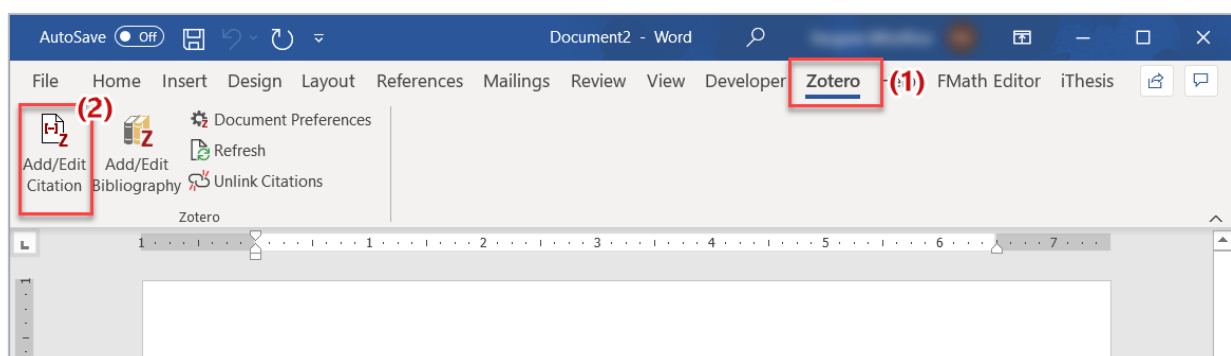 AutoSave Off Document2 - Word
File Home Insert Design Layout References Mailings Review View Developer Zotero (1) FMath Editor iThesis
(2)
Document Preferences
Refresh
Unlink Citations
Add/Edit Add/Edit
Citation Bibliography
Zotero
1 1 2 3 4 5 6 7
1